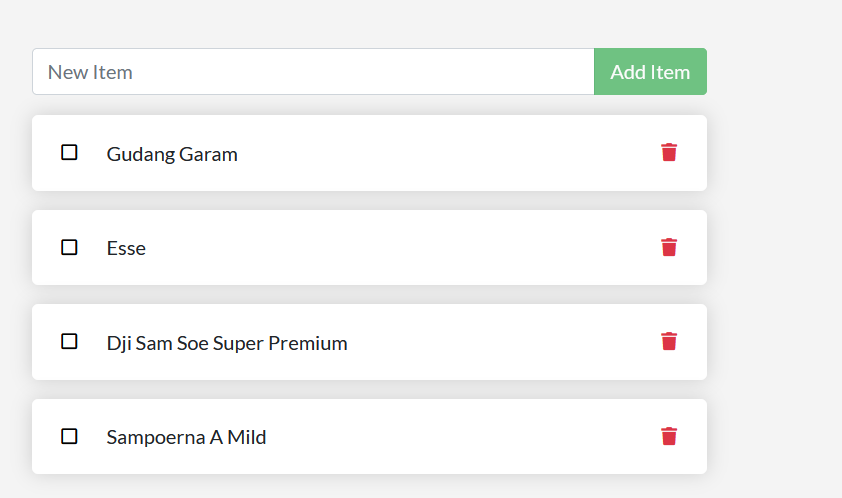 New Item
Add Item
Gudang Garam
Esse
Dji Sam Soe Super Premium
Sampoerna A Mild